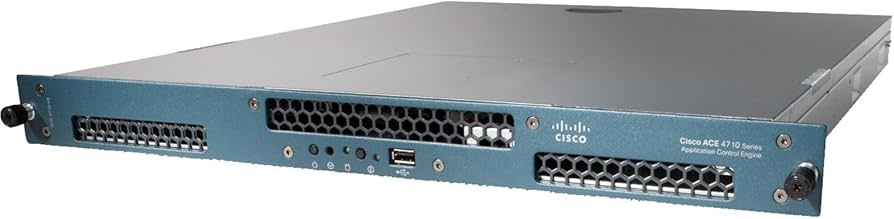 CISCO
Cisco ACE 4710 Series
Application Control Engine